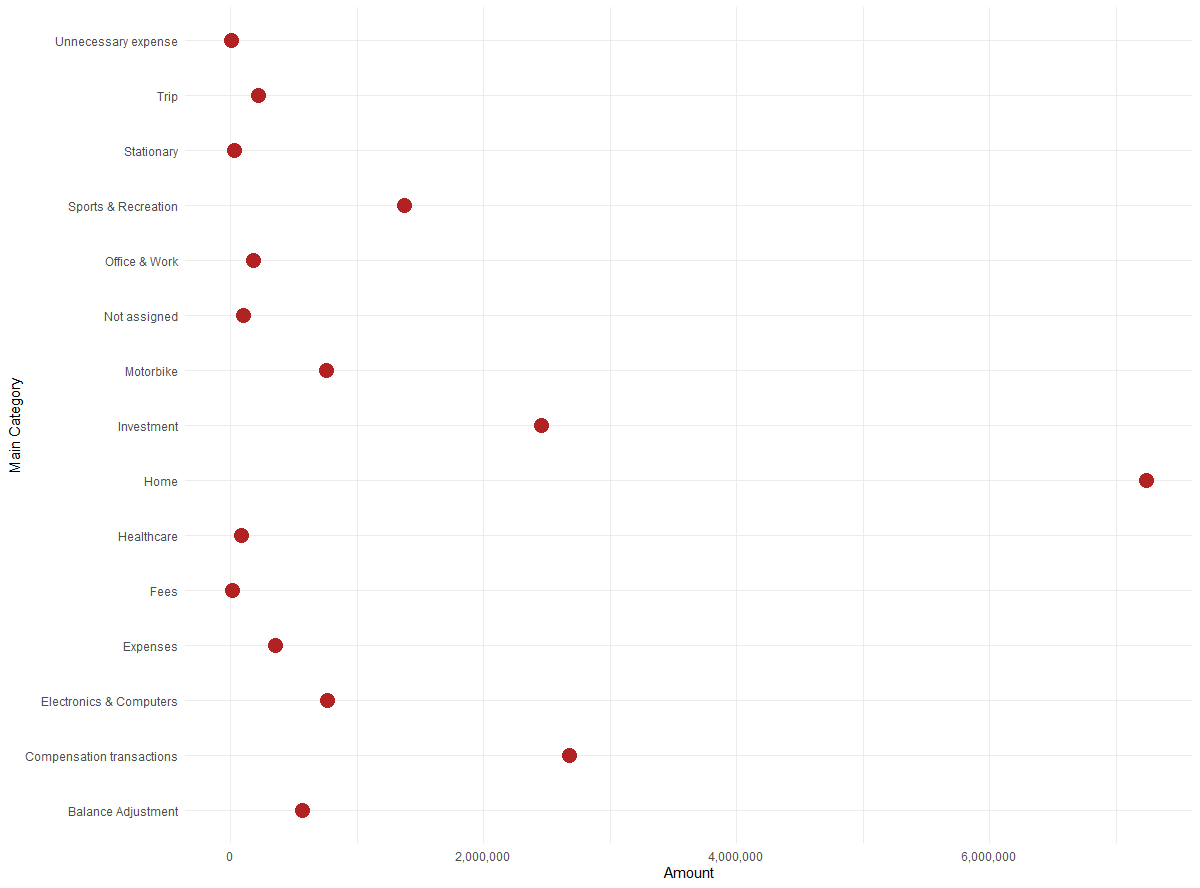 Unnecessary expense
Trip
Stationary
Sports & Recreation
Office & Work
Not assigned
Motorbike
Investment
Home
Healthcare
Fees
Expenses
Electronics & Computers
Compensation transactions
Balance Adjustment
Main Category
0 2,000,000 4,000,000 6,000,000
Amount